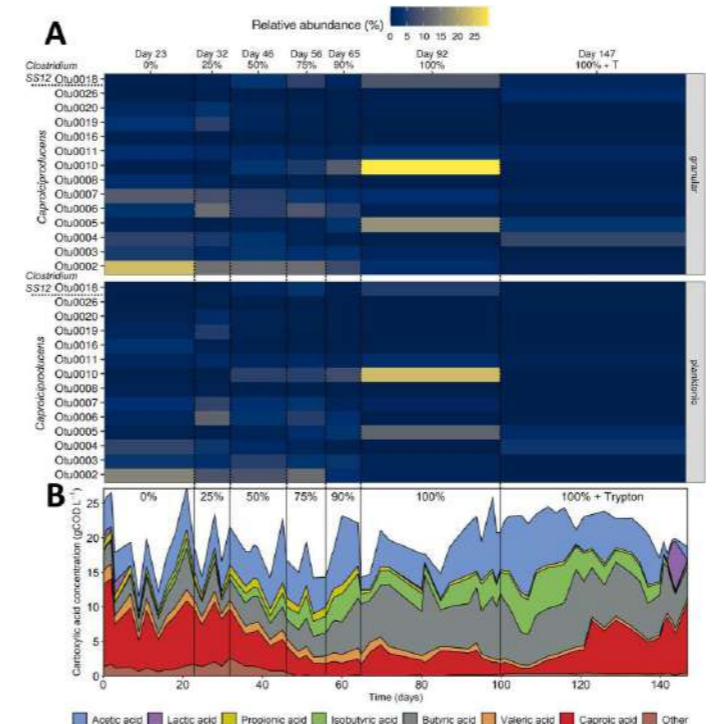 A
Relative abundance (%)
0 5 10 15 20 25
Day 23 Day 32 Day 46 Day 56 Day 65 Day 92 Day 147
0% 25% 50% 75% 90% 100% 100% + T
Clostridium
SS12 Otu0018
Otu0026
Otu0020
Otu0019
Otu0016
Otu0011
Otu0010
Otu0008
Otu0007
Otu0006
Otu0005
Otu0004
Otu0003
Otu0002
Caproiciproducens
granular
Clostridium
SS12 Otu0018
Otu0026
Otu0020
Otu0019
Otu0016
Otu0011
Otu0010
Otu0008
Otu0007
Otu0006
Otu0005
Otu0004
Otu0003
Otu0002
Caproiciproducens
planktonic
B
0% 25% 50% 75% 90% 100% 100% + Trypton
Carboxylic acid concentration (gCOD L⁻¹)
25
20
15
10
5
0
0 20 40 60 80 100 120 140
Time (days)
Acetic acid Lactic acid Propionic acid Isobutyric acid Butyric acid Valeric acid Caproic acid Other